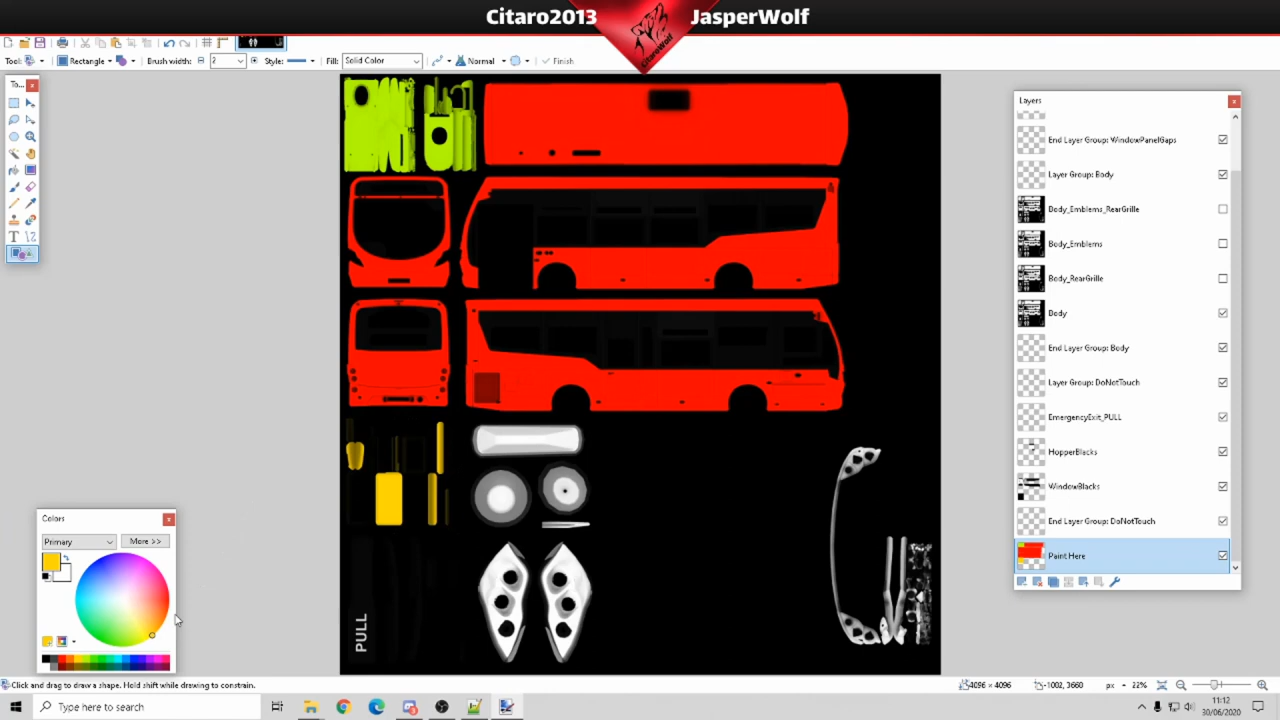 Citaro2013 JasperWolf
CitaroWolf
Tool:
Rectangle
Brush width:
2
Style:
Fill:
Solid Color
Normal
Finish
To...
Layers
End Layer Group: WindowPanelGaps
Layer Group: Body
Body_Emblems_RearGrille
Body_Emblems
Body_RearGrille
Body
End Layer Group: Body
Layer Group: DoNotTouch
EmergencyExit_PULL
HopperBlacks
WindowBlacks
End Layer Group: DoNotTouch
Paint Here
Colors
Primary
More >>
PULL
Click and drag to draw a shape. Hold shift while drawing to constrain.
4096 × 4096
-1002, 3660
px
22%
Type here to search
11:12
30/06/2020